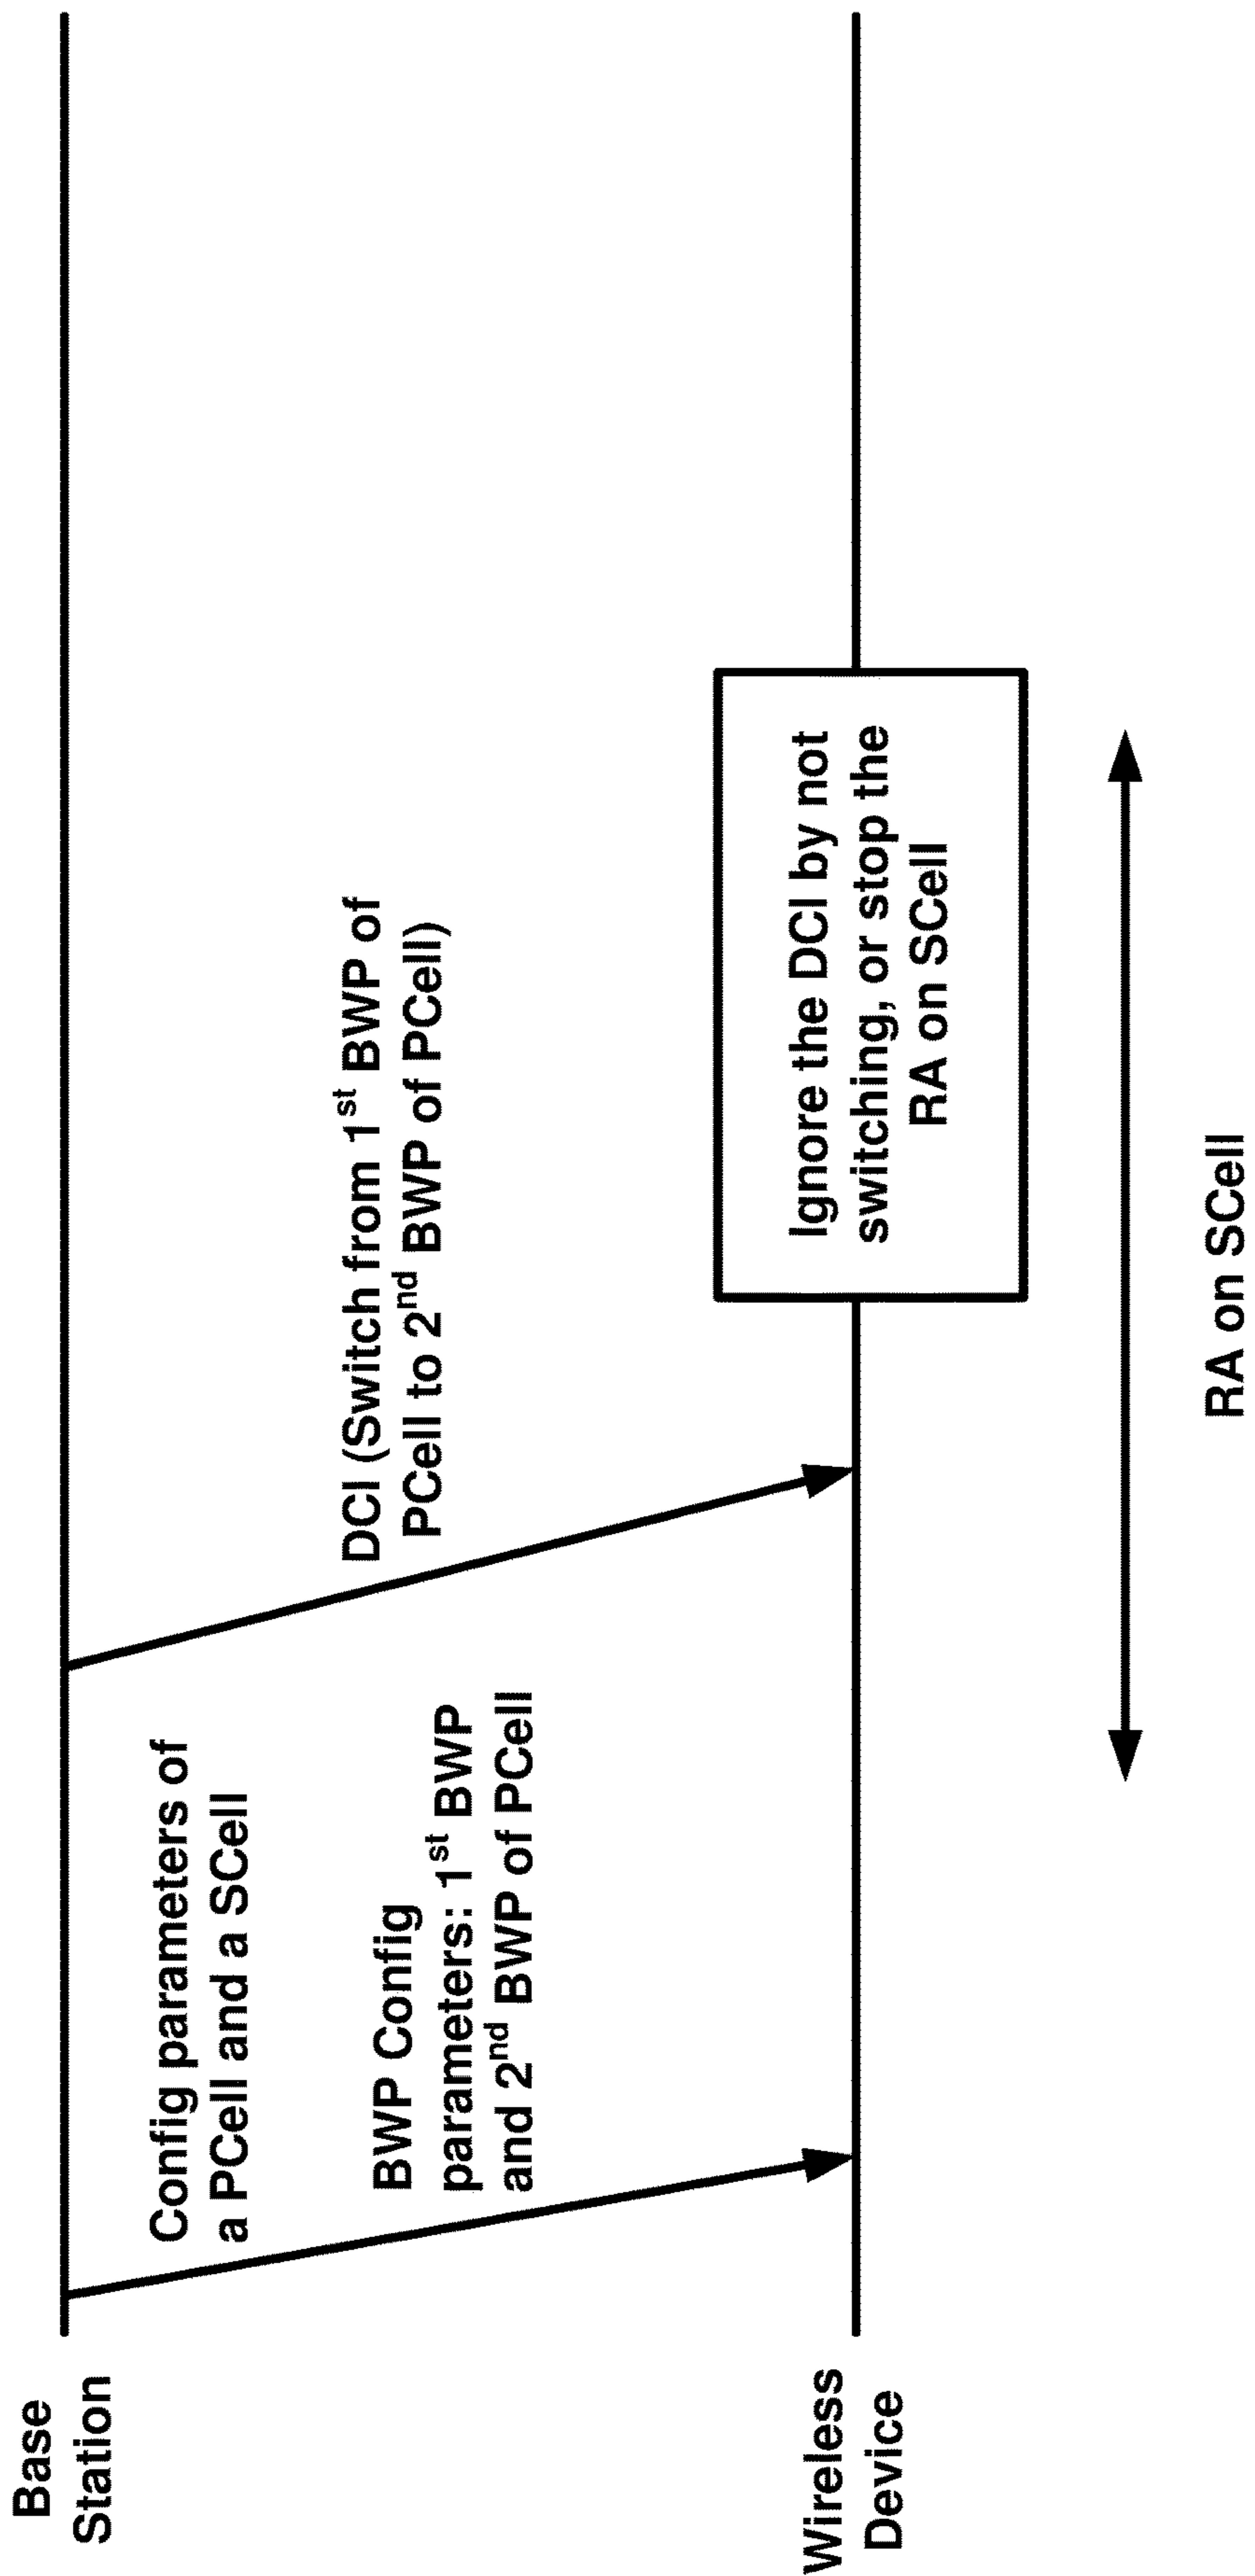 Base
Station
Config parameters of
a PCell and a SCell
BWP Config
parameters: 1st BWP
and 2nd BWP of PCell
DCI (Switch from 1st BWP of
PCell to 2nd BWP of PCell)
Wireless
Device
Ignore the DCI by not
switching, or stop the
RA on SCell
RA on SCell